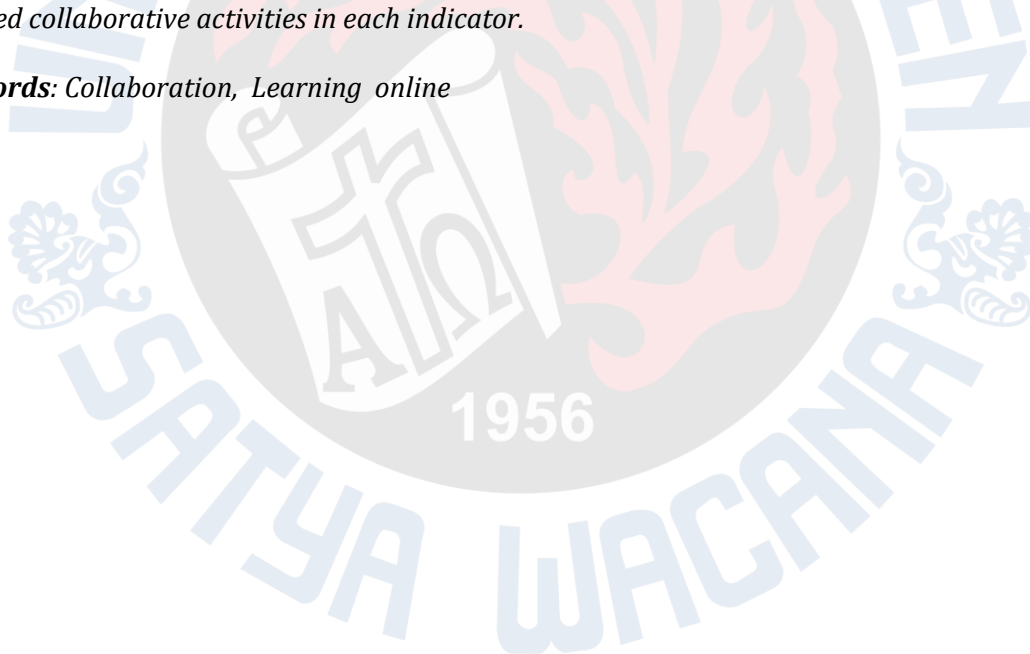 ed collaborative activities in each indicator.
ords: Collaboration, Learning online
1956
SATYA WACANA